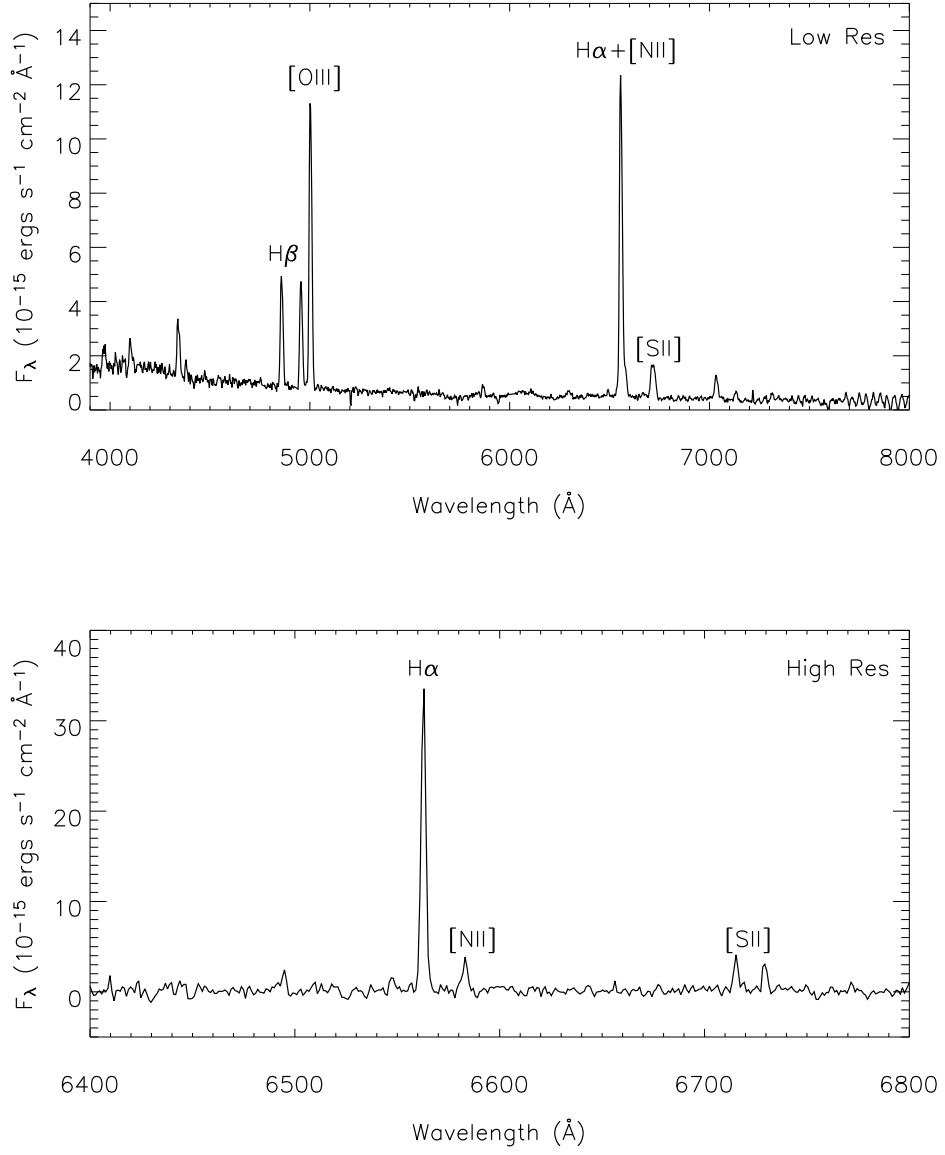 Low Res
Hα+[NII]
[OIII]
Hβ
[SII]
14
12
10
8
6
4
2
0
Fλ (10−15 ergs s−1 cm−2 Å−1)
4000 5000 6000 7000 8000
Wavelength (Å)
High Res
Hα
[NII]
[SII]
40
30
20
10
0
Fλ (10−15 ergs s−1 cm−2 Å−1)
6400 6500 6600 6700 6800
Wavelength (Å)